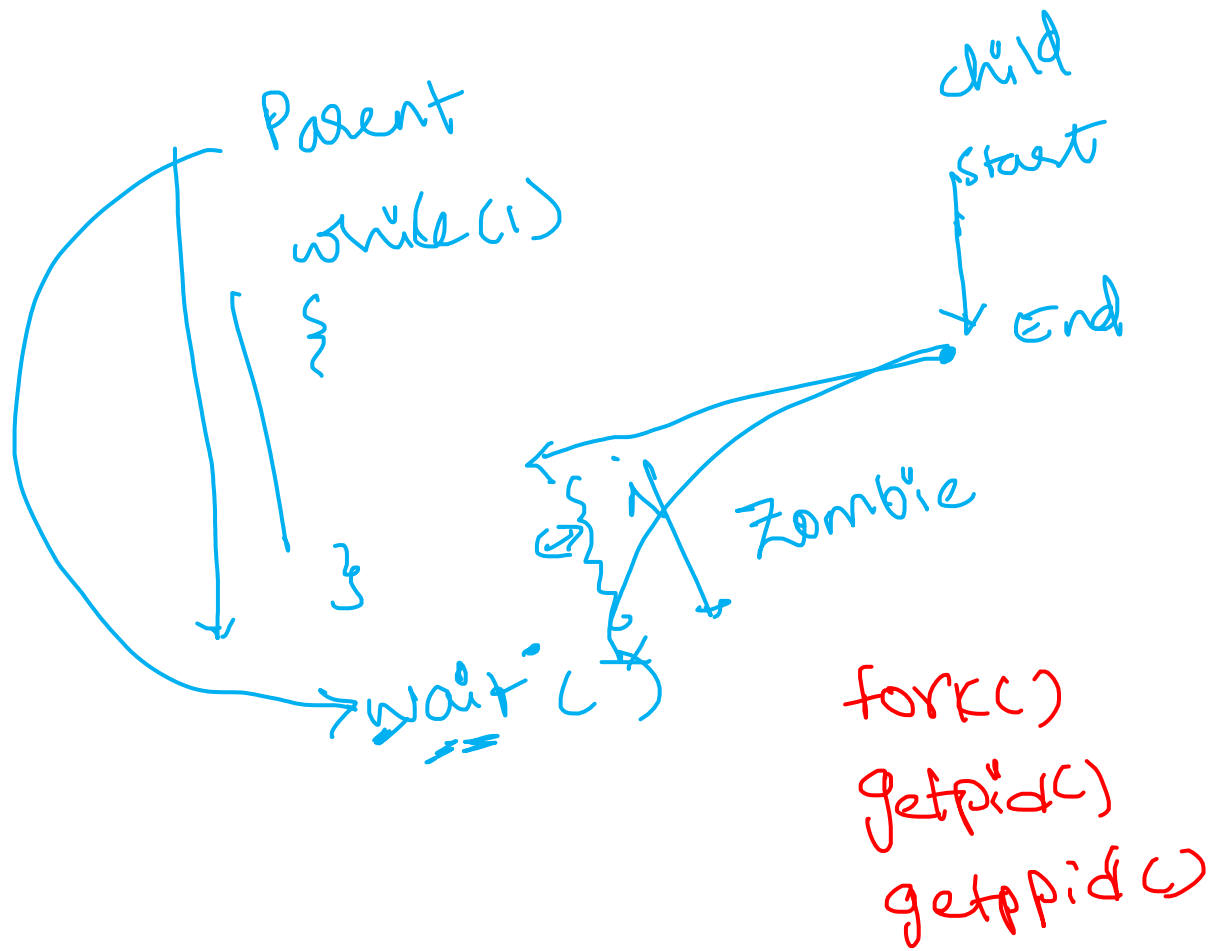 Parent
while(1)
{
}
wait()
child
start
End
Zombie
fork()
getpid()
getppid()